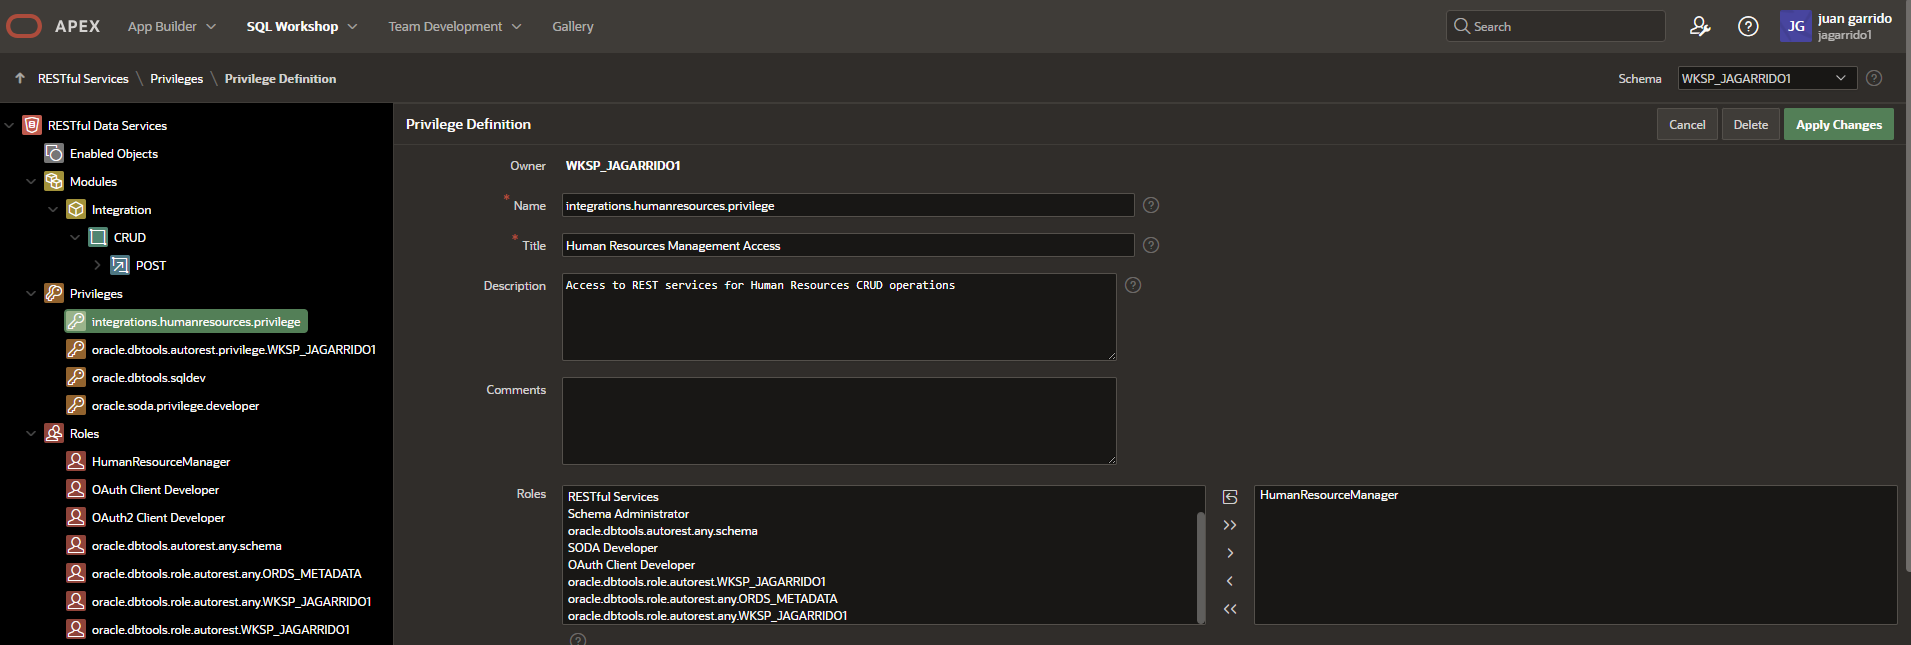 APEX App Builder SQL Workshop Team Development Gallery Search JG juan garrido
jagarrido1
RESTful Services \ Privileges \ Privilege Definition Schema WKSP_JAGARRIDO1
RESTful Data Services
Enabled Objects
Modules
Integration
CRUD
POST
Privileges
integrations.humanresources.privilege
oracle.dbtools.autorest.privilege.WKSP_JAGARRIDO1
oracle.dbtools.sqldev
oracle.soda.privilege.developer
Roles
HumanResourceManager
OAuth Client Developer
OAuth2 Client Developer
oracle.dbtools.autorest.any.schema
oracle.dbtools.role.autorest.any.ORDS_METADATA
oracle.dbtools.role.autorest.any.WKSP_JAGARRIDO1
oracle.dbtools.role.autorest.WKSP_JAGARRIDO1
Privilege Definition Cancel Delete Apply Changes
Owner WKSP_JAGARRIDO1
* Name integrations.humanresources.privilege
* Title Human Resources Management Access
Description Access to REST services for Human Resources CRUD operations
Comments
Roles RESTful Services HumanResourceManager
Schema Administrator
oracle.dbtools.autorest.any.schema
SODA Developer
OAuth Client Developer
oracle.dbtools.role.autorest.WKSP_JAGARRIDO1
oracle.dbtools.role.autorest.any.ORDS_METADATA
oracle.dbtools.role.autorest.any.WKSP_JAGARRIDO1